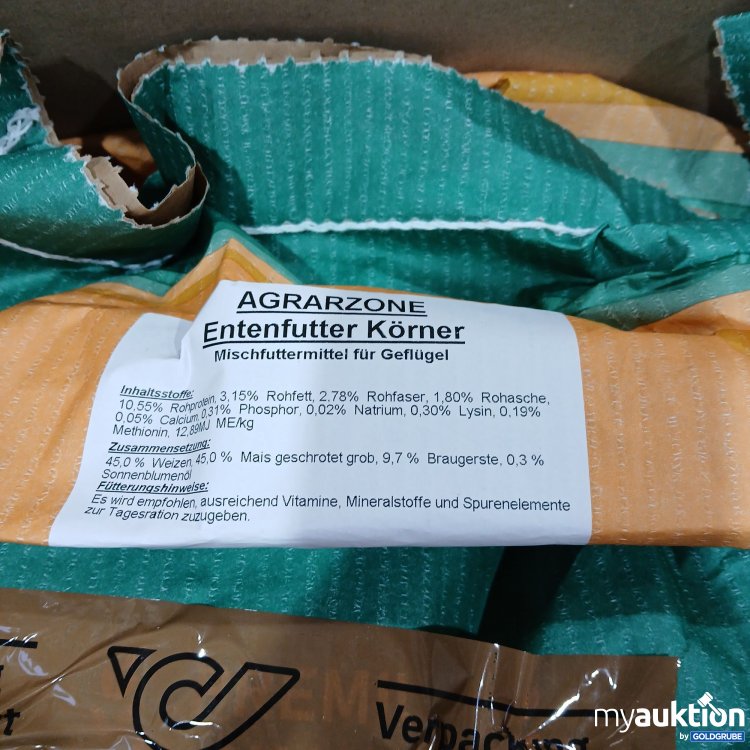 AGRARZONE
Entenfutter Körner
Mischfuttermittel für Geflügel
Inhaltsstoffe:
10,55% Rohprotein, 3,15% Rohfett, 2,78% Rohfaser, 1,80% Rohasche,
0,05% Calcium, 0,31% Phosphor, 0,02% Natrium, 0,30% Lysin, 0,19%
Methionin, 12,89MJ ME/kg
Zusammensetzung:
45,0 % Weizen, 45,0 % Mais geschrotet grob, 9,7 % Braugerste, 0,3 %
Sonnenblumenöl
Fütterungshinweise:
Es wird empfohlen, ausreichend Vitamine, Mineralstoffe und Spurenelemente
zur Tagesration zuzugeben.
Verpackung
myauktion
by GOLDGRUBE